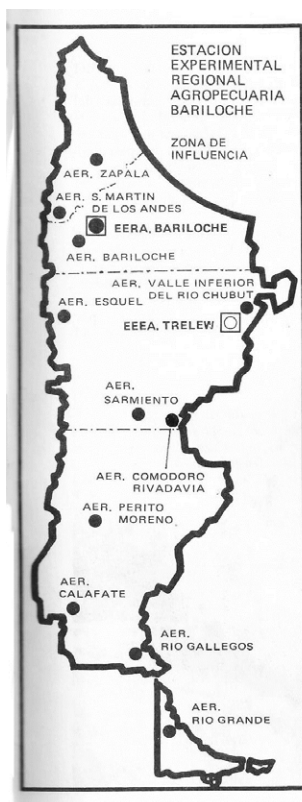 ESTACION
EXPERIMENTAL
REGIONAL
AGROPECUARIA
BARILOCHE
ZONA DE
INFLUENCIA
AER, ZAPALA
AER, S. MARTIN
DE LOS ANDES
EERA, BARILOCHE
AER, BARILOCHE
AER, VALLE INFERIOR
DEL RIO CHUBUT
AER, ESQUEL
EEEA, TRELEW
AER,
SARMIENTO
AER, COMODORO
RIVADAVIA
AER, PERITO
MORENO
AER,
CALAFATE
AER,
RIO GALLEGOS
AER,
RIO GRANDE